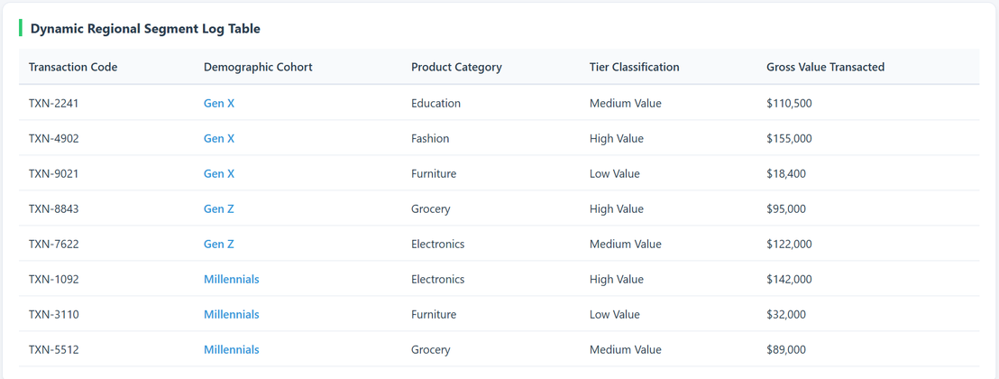 Dynamic Regional Segment Log Table
Transaction Code Demographic Cohort Product Category Tier Classification Gross Value Transacted
TXN-2241 Gen X Education Medium Value $110,500
TXN-4902 Gen X Fashion High Value $155,000
TXN-9021 Gen X Furniture Low Value $18,400
TXN-8843 Gen Z Grocery High Value $95,000
TXN-7622 Gen Z Electronics Medium Value $122,000
TXN-1092 Millennials Electronics High Value $142,000
TXN-3110 Millennials Furniture Low Value $32,000
TXN-5512 Millennials Grocery Medium Value $89,000